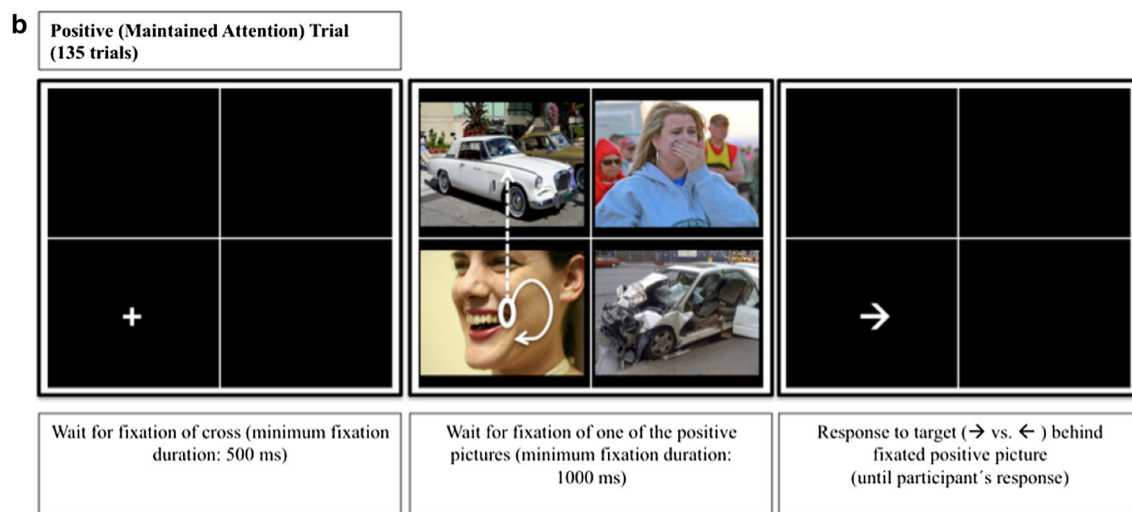 b
Positive (Maintained Attention) Trial
(135 trials)
+
→
Wait for fixation of cross (minimum fixation
duration: 500 ms)
Wait for fixation of one of the positive
pictures (minimum fixation duration:
1000 ms)
Response to target (→ vs. ← ) behind
fixated positive picture
(until participant´s response)